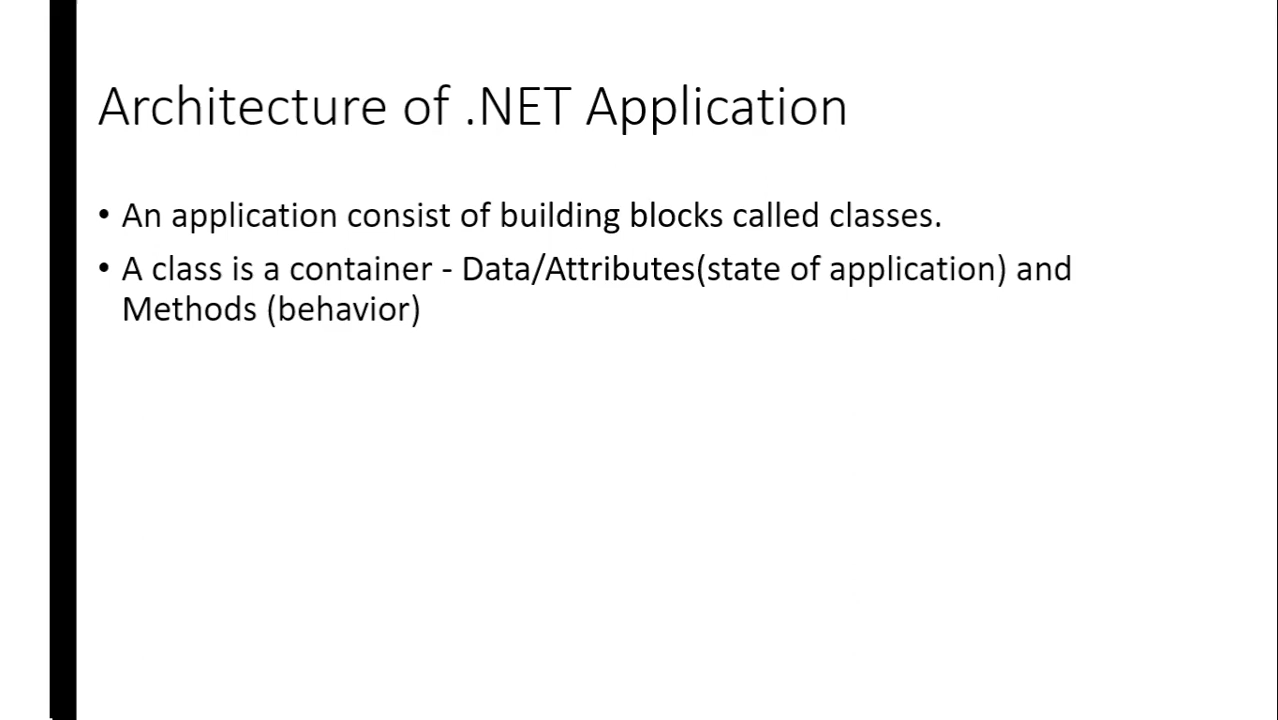 Architecture of .NET Application
• An application consist of building blocks called classes.
• A class is a container - Data/Attributes(state of application) and
Methods (behavior)